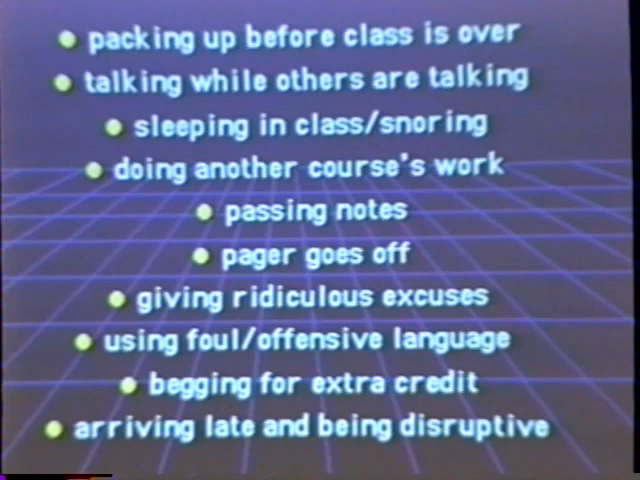 • packing up before class is over
• talking while others are talking
• sleeping in class/snoring
• doing another course's work
• passing notes
• pager goes off
• giving ridiculous excuses
• using foul/offensive language
• begging for extra credit
• arriving late and being disruptive